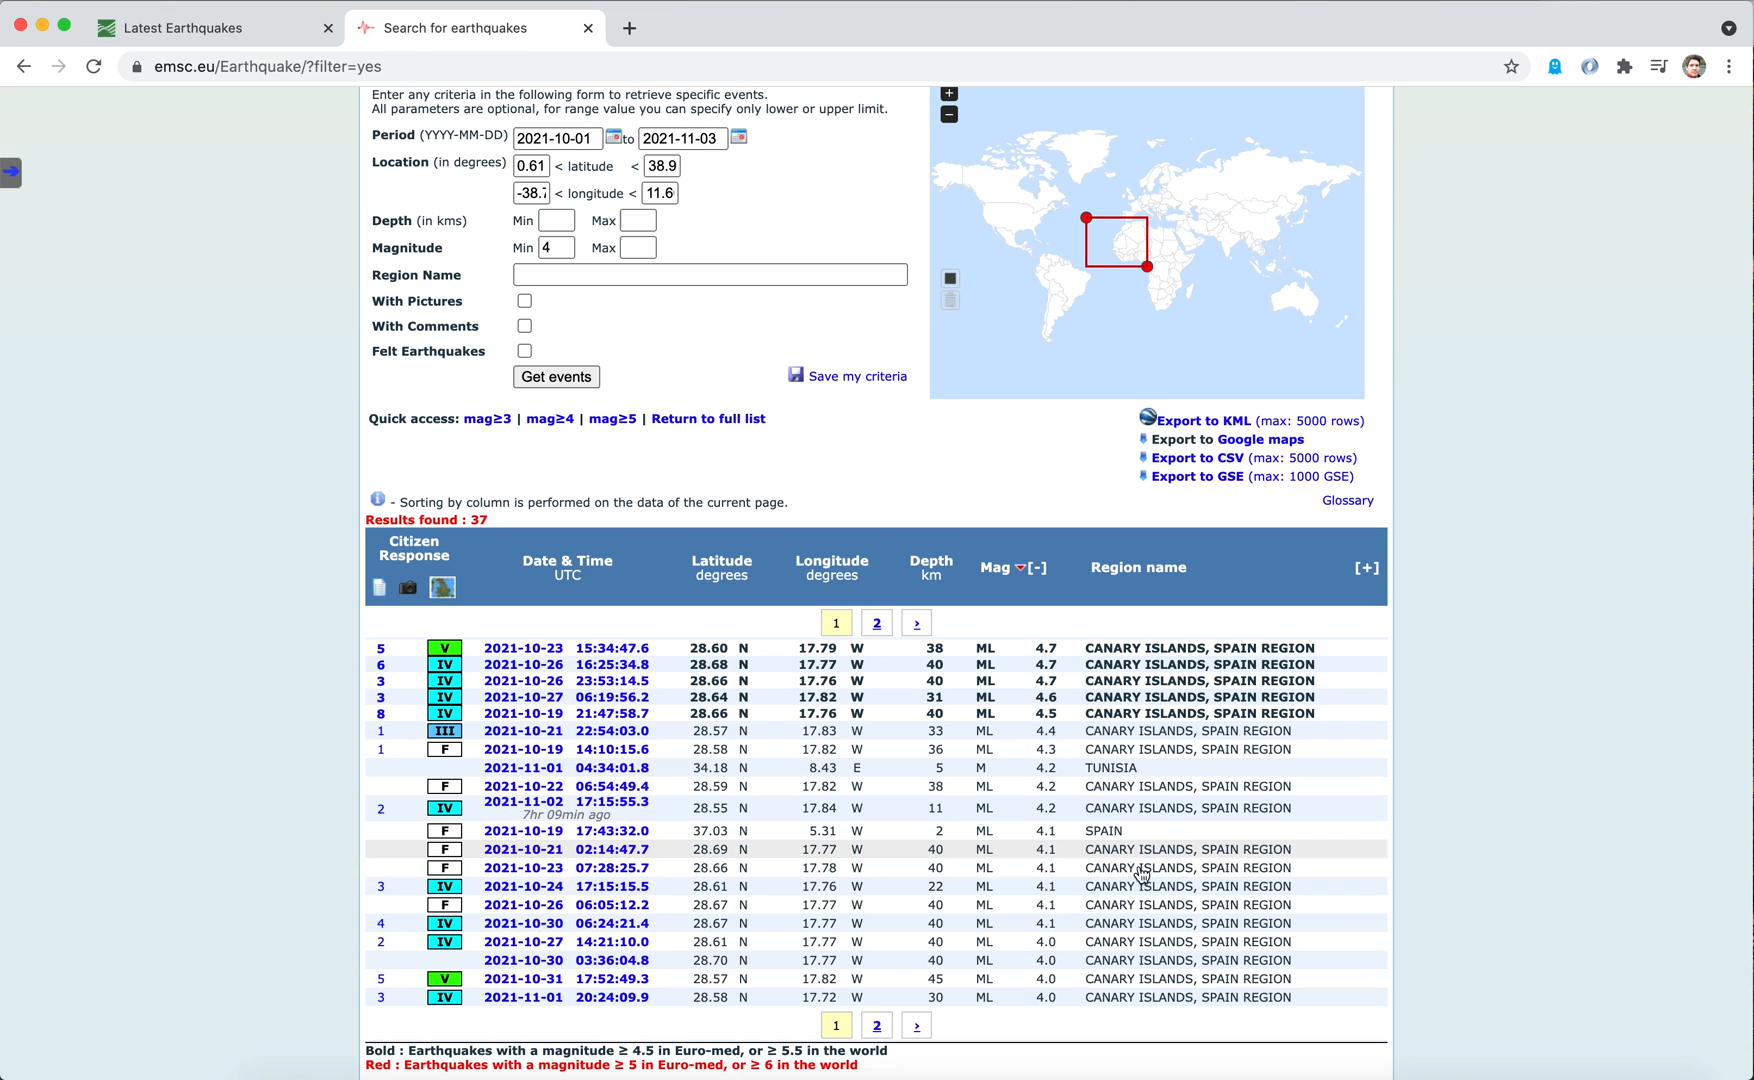 Latest Earthquakes
Search for earthquakes
emsc.eu/Earthquake/?filter=yes
Enter any criteria in the following form to retrieve specific events.
All parameters are optional, for range value you can specify only lower or upper limit.
Period (YYYY-MM-DD) 2021-10-01 to 2021-11-03
Location (in degrees) 0.61 < latitude < 38.9
-38.7 < longitude < 11.6
Depth (in kms) Min Max
Magnitude Min 4 Max
Region Name
With Pictures
With Comments
Felt Earthquakes
Get events
Save my criteria
+
−
Quick access: mag≥3 | mag≥4 | mag≥5 | Return to full list
Export to KML (max: 5000 rows)
Export to Google maps
Export to CSV (max: 5000 rows)
Export to GSE (max: 1000 GSE)
- Sorting by column is performed on the data of the current page.
Glossary
Results found : 37
Citizen Response Date & Time UTC Latitude degrees Longitude degrees Depth km Mag [-] Region name [+]
1 2 ›
5 V 2021-10-23 15:34:47.6 28.60 N 17.79 W 38 ML 4.7 CANARY ISLANDS, SPAIN REGION
6 IV 2021-10-26 16:25:34.8 28.68 N 17.77 W 40 ML 4.7 CANARY ISLANDS, SPAIN REGION
3 IV 2021-10-26 23:53:14.5 28.66 N 17.76 W 40 ML 4.7 CANARY ISLANDS, SPAIN REGION
3 IV 2021-10-27 06:19:56.2 28.64 N 17.82 W 31 ML 4.6 CANARY ISLANDS, SPAIN REGION
8 IV 2021-10-19 21:47:58.7 28.66 N 17.76 W 40 ML 4.5 CANARY ISLANDS, SPAIN REGION
1 III 2021-10-21 22:54:03.0 28.57 N 17.83 W 33 ML 4.4 CANARY ISLANDS, SPAIN REGION
1 F 2021-10-19 14:10:15.6 28.58 N 17.82 W 36 ML 4.3 CANARY ISLANDS, SPAIN REGION
2021-11-01 04:34:01.8 34.18 N 8.43 E 5 M 4.2 TUNISIA
F 2021-10-22 06:54:49.4 28.59 N 17.82 W 38 ML 4.2 CANARY ISLANDS, SPAIN REGION
2 IV 2021-11-02 17:15:55.3 28.55 N 17.84 W 11 ML 4.2 CANARY ISLANDS, SPAIN REGION
7hr 09min ago
F 2021-10-19 17:43:32.0 37.03 N 5.31 W 2 ML 4.1 SPAIN
F 2021-10-21 02:14:47.7 28.69 N 17.77 W 40 ML 4.1 CANARY ISLANDS, SPAIN REGION
F 2021-10-23 07:28:25.7 28.66 N 17.78 W 40 ML 4.1 CANARY ISLANDS, SPAIN REGION
3 IV 2021-10-24 17:15:15.5 28.61 N 17.76 W 22 ML 4.1 CANARY ISLANDS, SPAIN REGION
F 2021-10-26 06:05:12.2 28.67 N 17.77 W 40 ML 4.1 CANARY ISLANDS, SPAIN REGION
4 IV 2021-10-30 06:24:21.4 28.67 N 17.77 W 40 ML 4.1 CANARY ISLANDS, SPAIN REGION
2 IV 2021-10-27 14:21:10.0 28.61 N 17.77 W 40 ML 4.0 CANARY ISLANDS, SPAIN REGION
2021-10-30 03:36:04.8 28.70 N 17.77 W 40 ML 4.0 CANARY ISLANDS, SPAIN REGION
5 V 2021-10-31 17:52:49.3 28.57 N 17.82 W 45 ML 4.0 CANARY ISLANDS, SPAIN REGION
3 IV 2021-11-01 20:24:09.9 28.58 N 17.72 W 30 ML 4.0 CANARY ISLANDS, SPAIN REGION
1 2 ›
Bold : Earthquakes with a magnitude ≥ 4.5 in Euro-med, or ≥ 5.5 in the world
Red : Earthquakes with a magnitude ≥ 5 in Euro-med, or ≥ 6 in the world